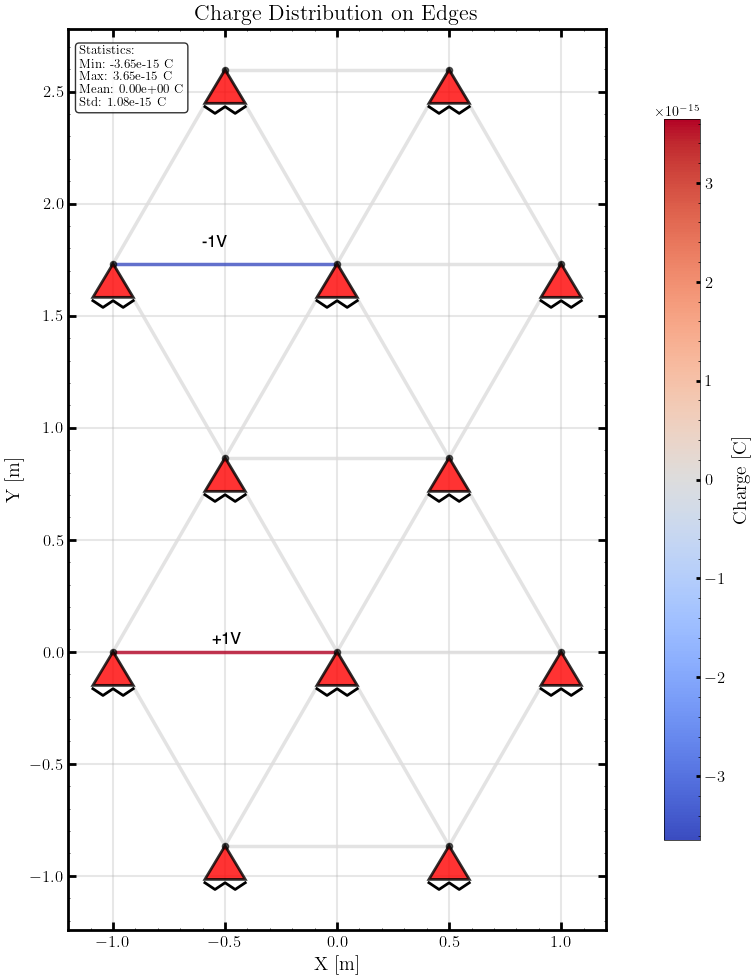 Charge Distribution on Edges
Statistics:
Min: -3.65e-15 C
Max: 3.65e-15 C
Mean: 0.00e+00 C
Std: 1.08e-15 C
×10⁻¹⁵
2.5
2.0
1.5
1.0
0.5
0.0
−0.5
−1.0
Y [m]
-1V
+1V
−1.0
−0.5
0.0
0.5
1.0
X [m]
3
2
1
0
−1
−2
−3
Charge [C]